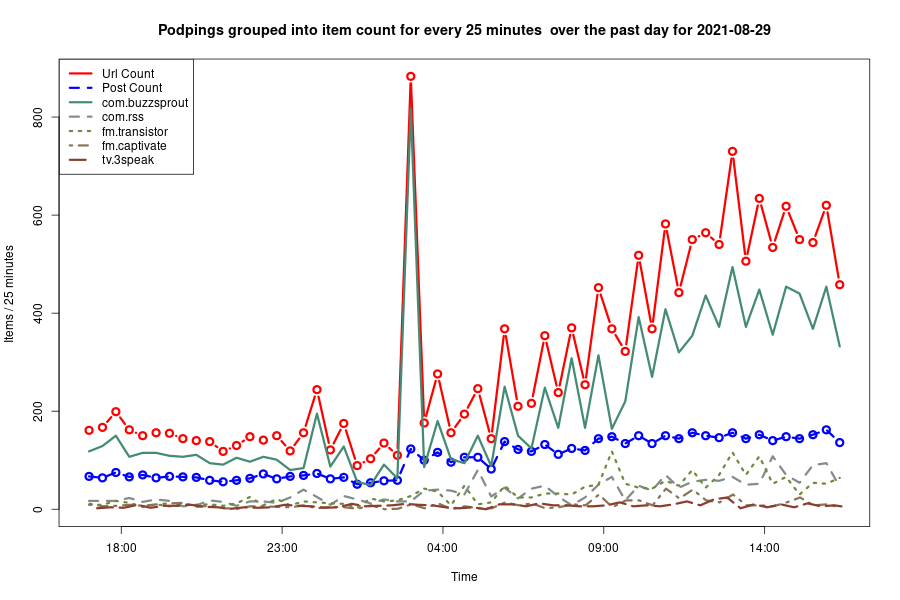 Podpings grouped into item count for every 25 minutes  over the past day for 2021-08-29
Url Count
Post Count
com.buzzsprout
com.rss
fm.transistor
fm.captivate
tv.3speak
Items / 25 minutes
800
600
400
200
0
18:00
23:00
04:00
09:00
14:00
Time